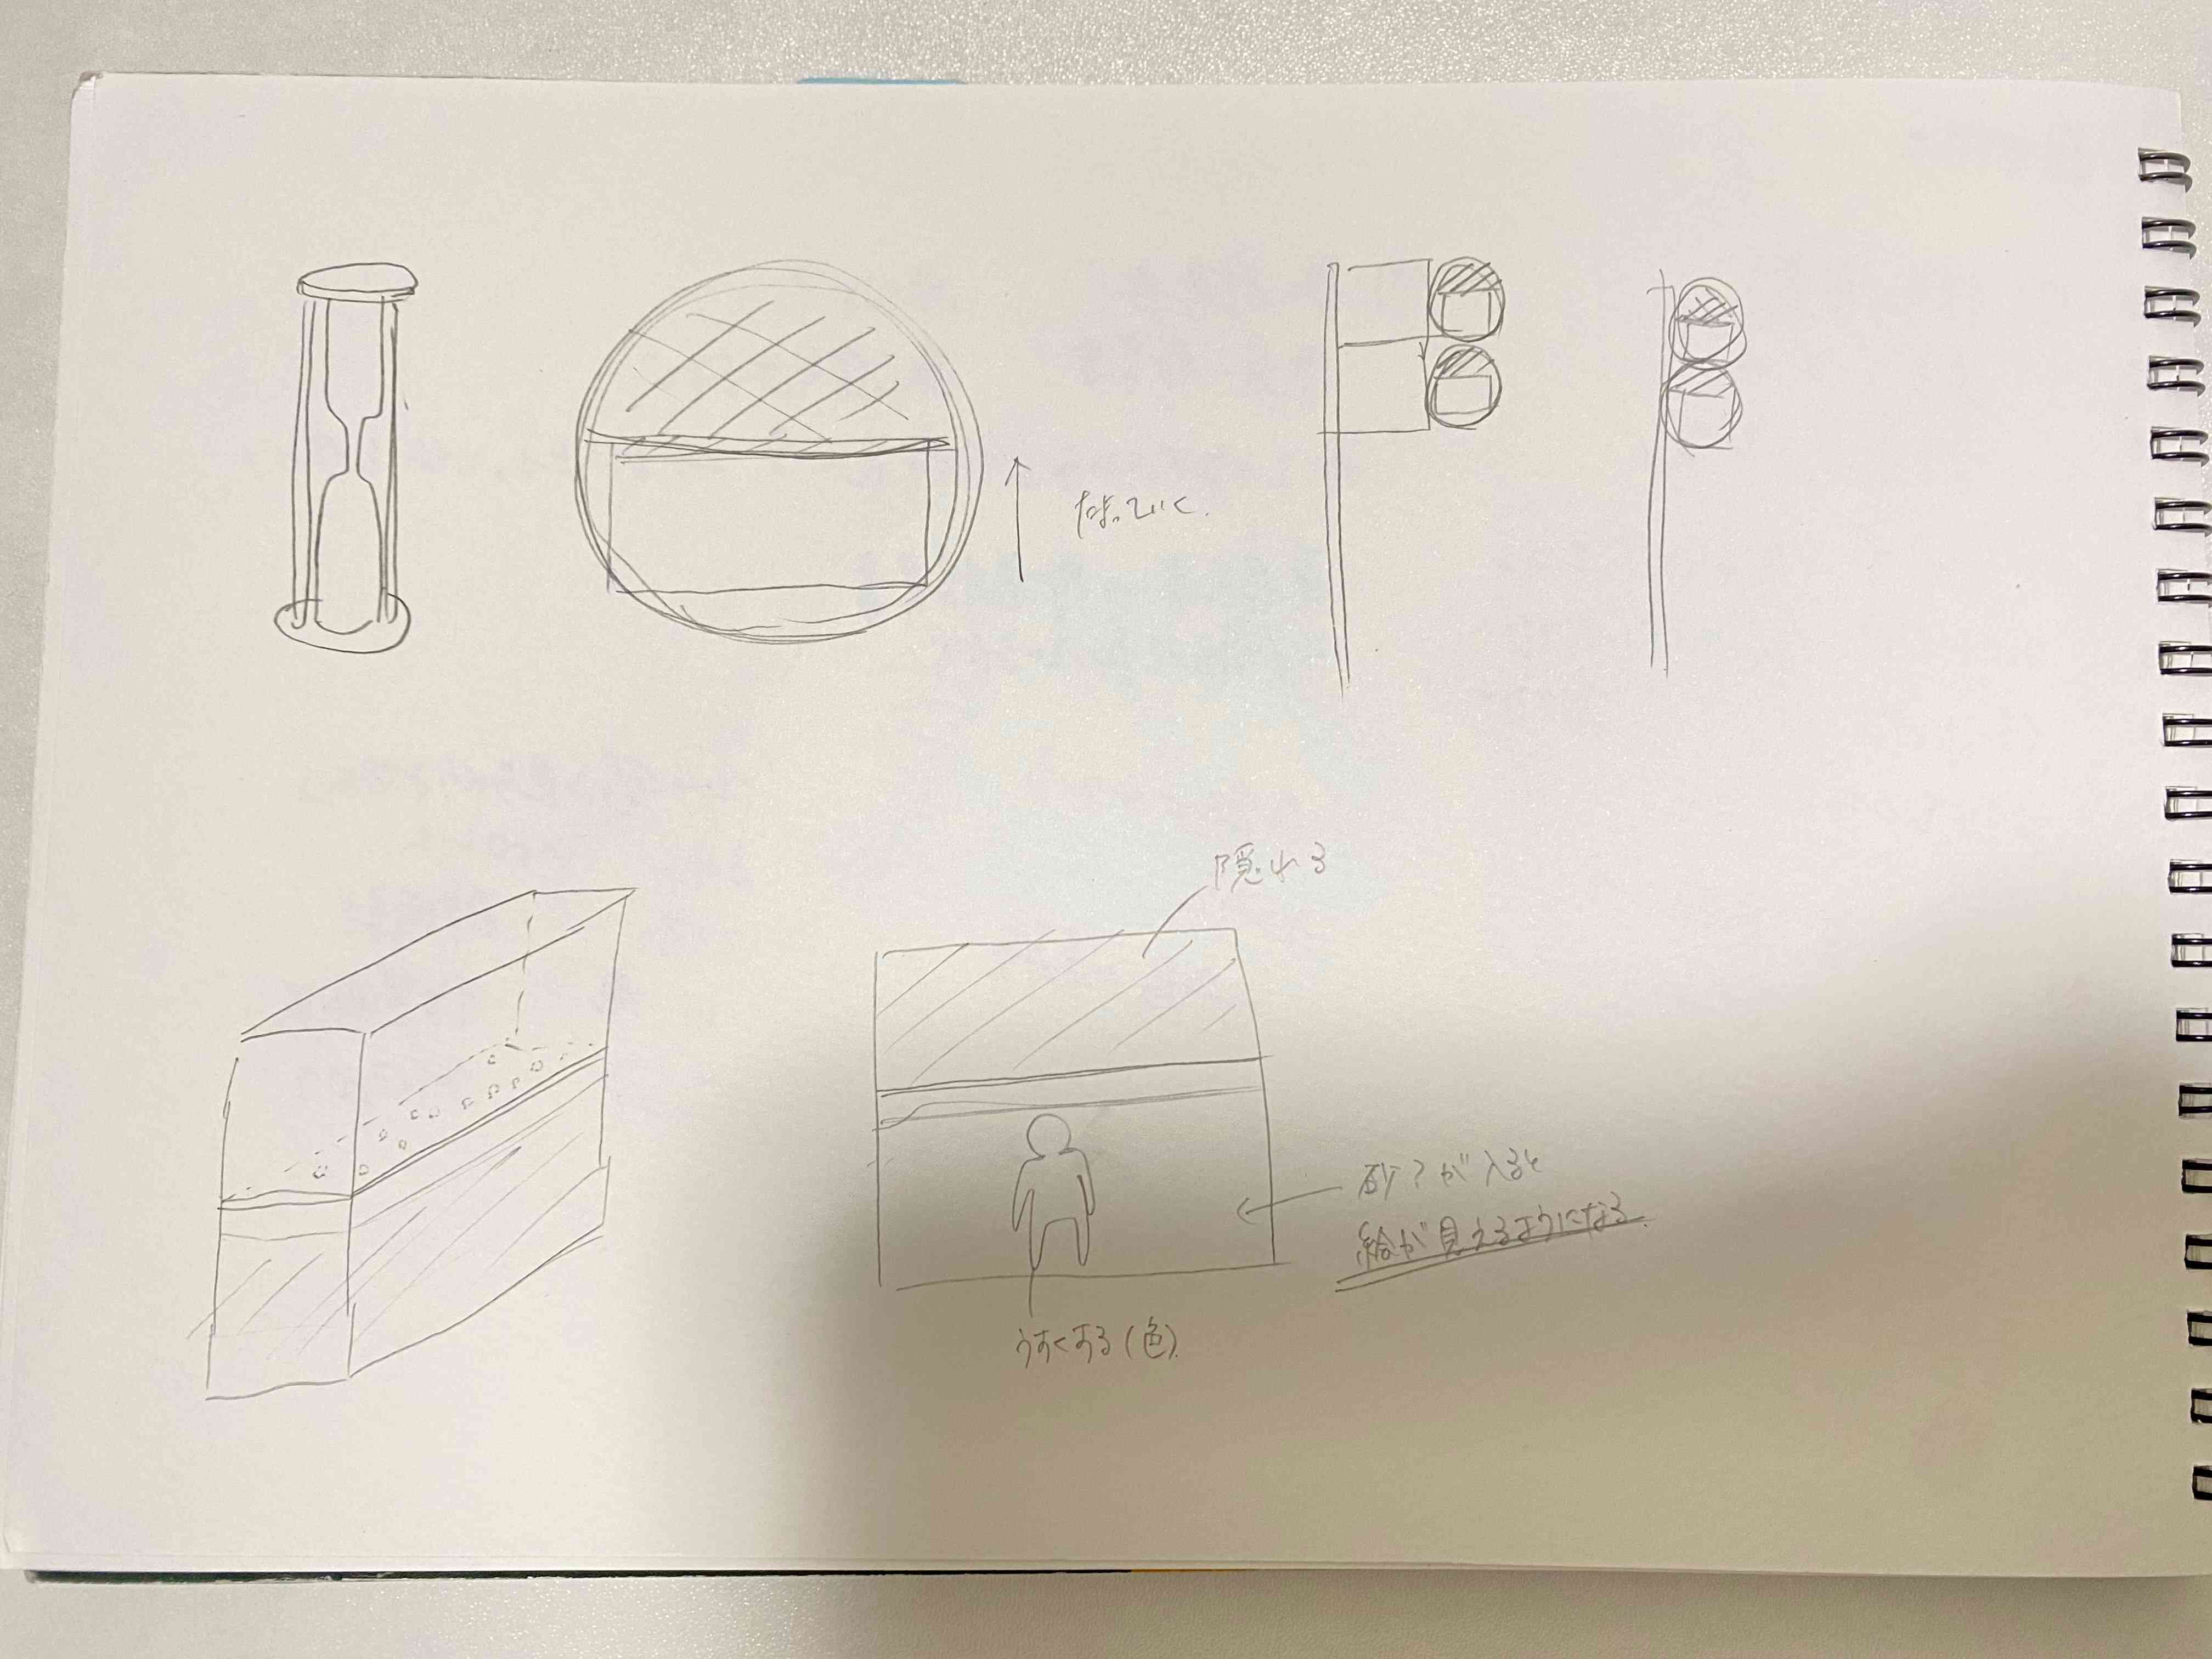 たまっていく.
隠れる
砂?が入ると
絵が見えるようになる.
うすくする(色).